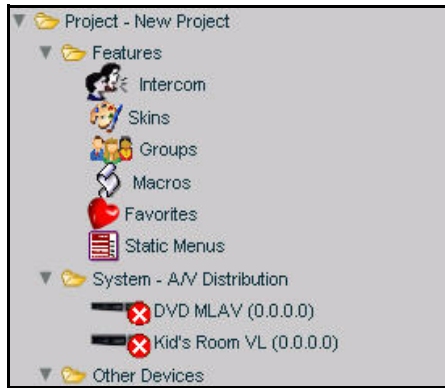 Project - New Project
Features
Intercom
Skins
Groups
Macros
Favorites
Static Menus
System - A/V Distribution
DVD MLAV (0.0.0.0)
Kid's Room VL (0.0.0.0)
Other Devices